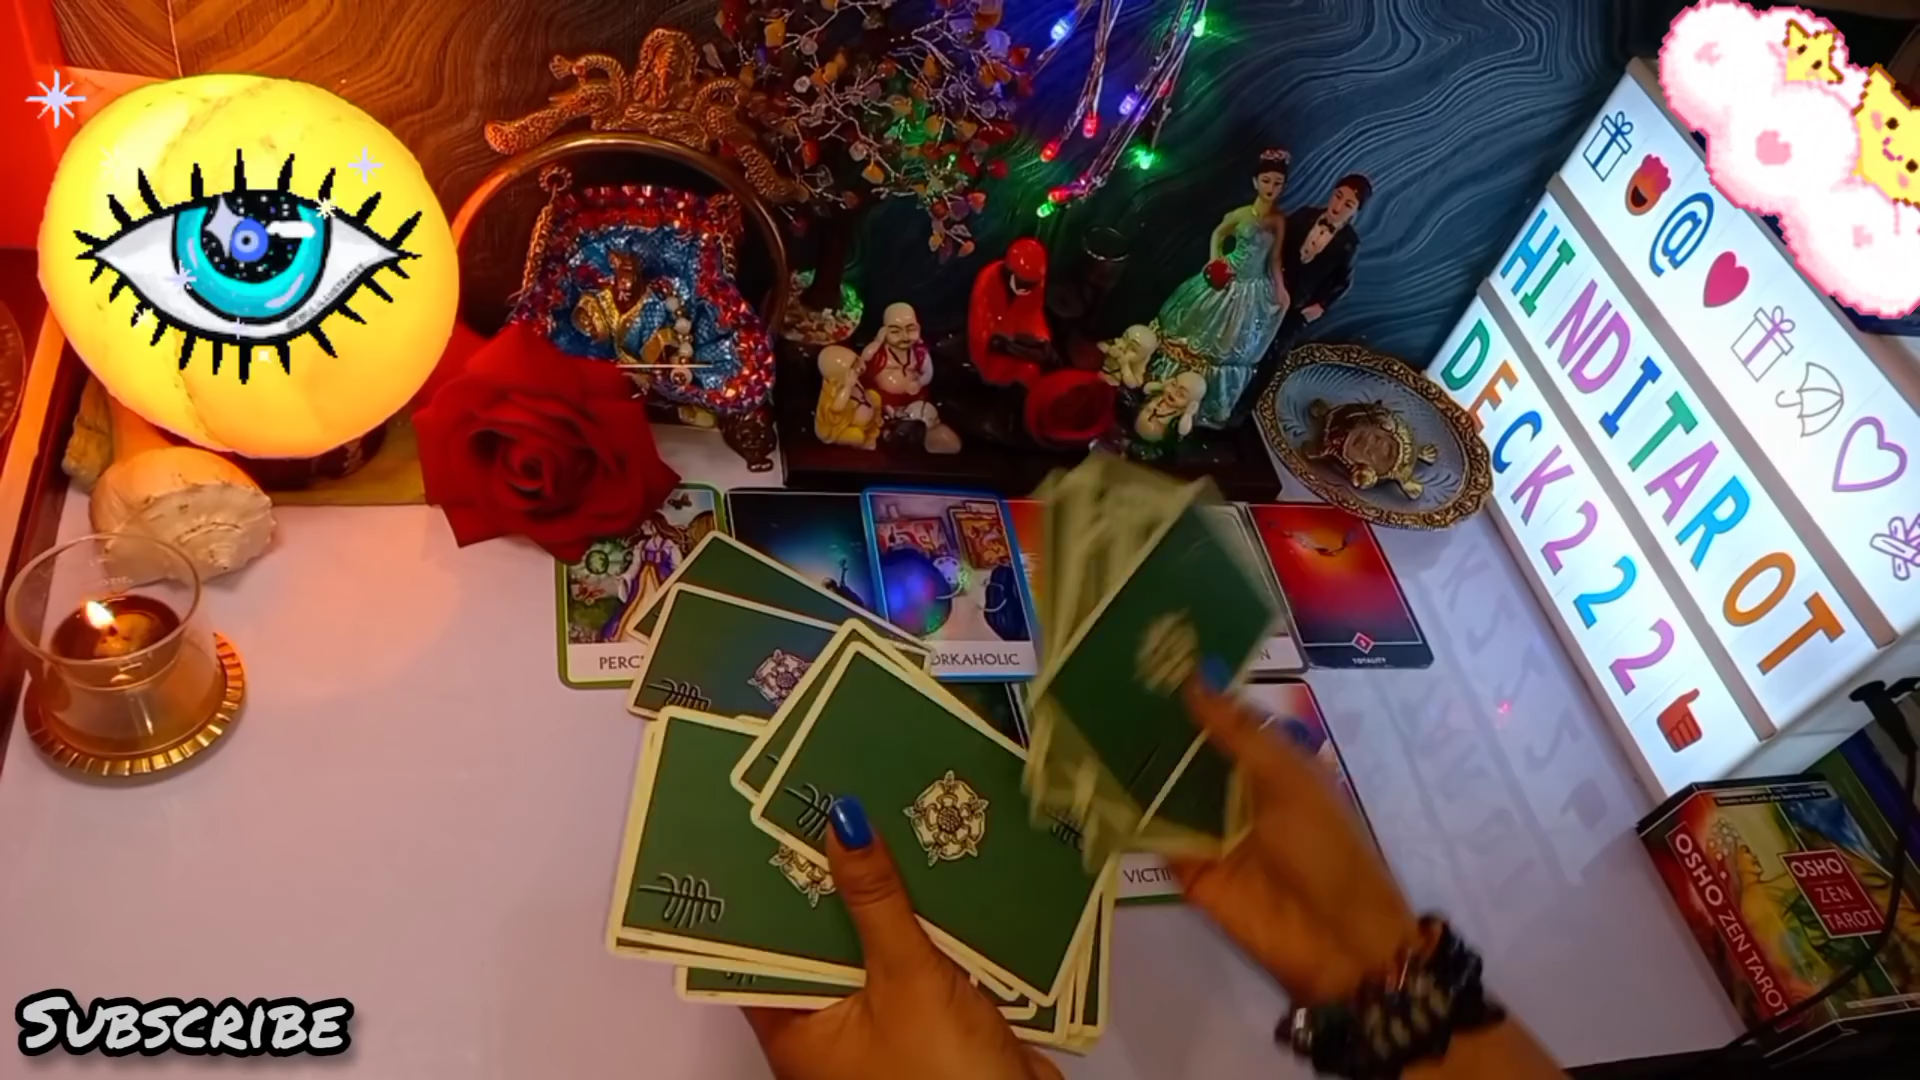 @
HINDITAROT
DECK222
PERC
ORKAHOLIC
N
TOTALITY
VICTI
OSHO
ZEN
TAROT
OSHO ZEN TAROT
SUBSCRIBE